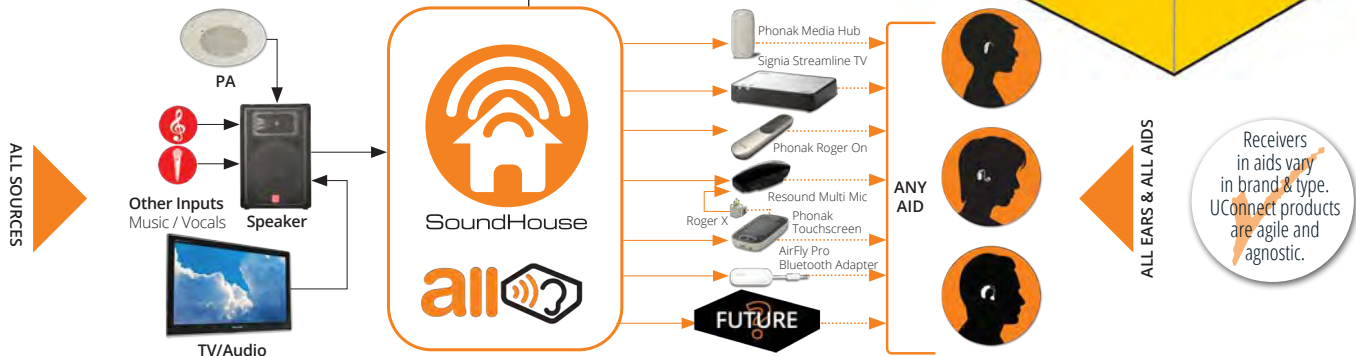 ALL SOURCES
PA
Other Inputs
Music / Vocals
Speaker
TV/Audio
SoundHouse
all
Phonak Media Hub
Signia Streamline TV
Phonak Roger On
Resound Multi Mic
Roger X
Phonak
Touchscreen
AirFly Pro
Bluetooth Adapter
FUTURE
?
ANY
AID
ALL EARS & ALL AIDS
Receivers
in aids vary
in brand & type.
UConnect products
are agile and
agnostic.